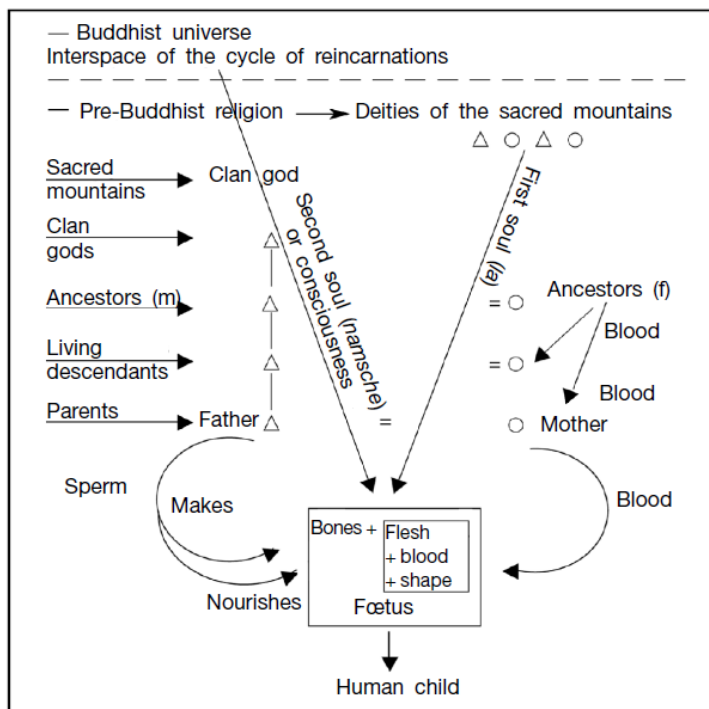 — Buddhist universe
Interspace of the cycle of reincarnations
— Pre-Buddhist religion
Deities of the sacred mountains
Sacred
mountains
Clan god
Clan
gods
Second soul (namsche)
or consciousness
First soul (la)
Ancestors (m)
=
Ancestors (f)
Blood
Living
descendants
=
Blood
Parents
Father
=
Mother
Sperm
Makes
Blood
Nourishes
Bones +
Flesh
+ blood
+ shape
Fœtus
Human child